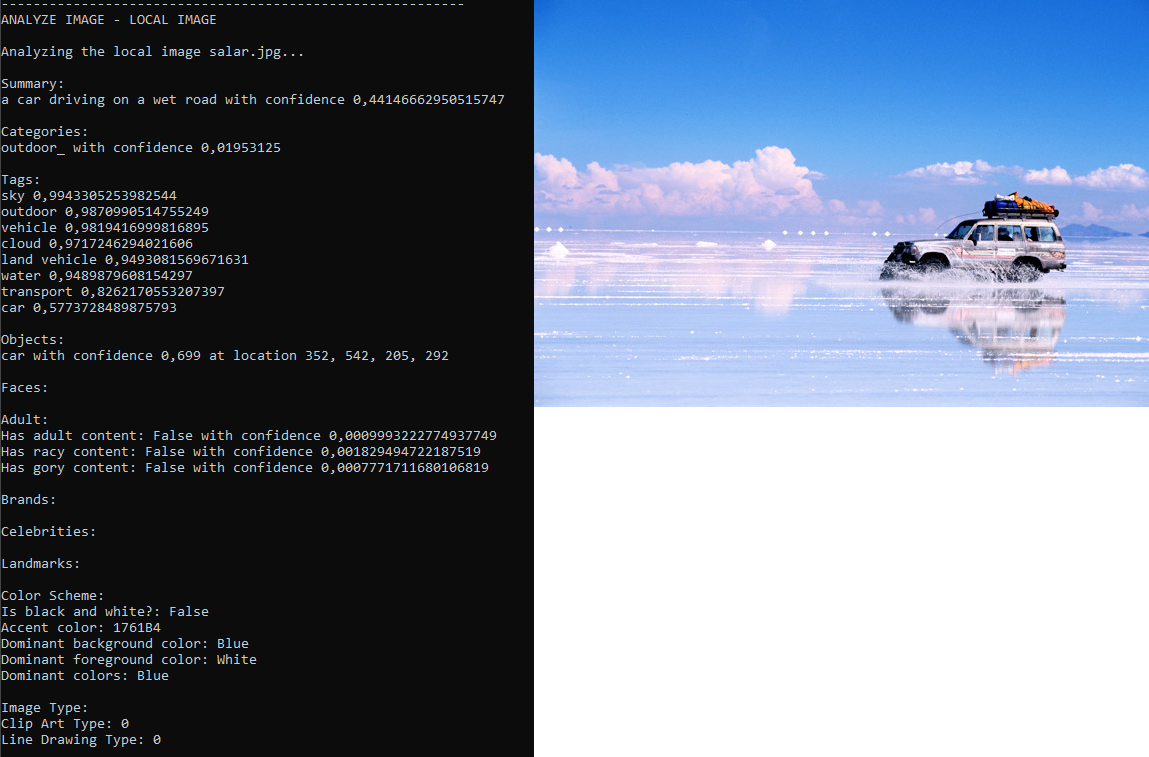 ----------------------------------------------------------
ANALYZE IMAGE - LOCAL IMAGE
Analyzing the local image salar.jpg...
Summary:
a car driving on a wet road with confidence 0,44146662950515747
Categories:
outdoor_ with confidence 0,01953125
Tags:
sky 0,9943305253982544
outdoor 0,9870990514755249
vehicle 0,9819416999816895
cloud 0,9717246294021606
land vehicle 0,9493081569671631
water 0,9489879608154297
transport 0,8262170553207397
car 0,5773728489875793
Objects:
car with confidence 0,699 at location 352, 542, 205, 292
Faces:
Adult:
Has adult content: False with confidence 0,0009993222774937749
Has racy content: False with confidence 0,001829494722187519
Has gory content: False with confidence 0,0007771711680106819
Brands:
Celebrities:
Landmarks:
Color Scheme:
Is black and white?: False
Accent color: 1761B4
Dominant background color: Blue
Dominant foreground color: White
Dominant colors: Blue
Image Type:
Clip Art Type: 0
Line Drawing Type: 0